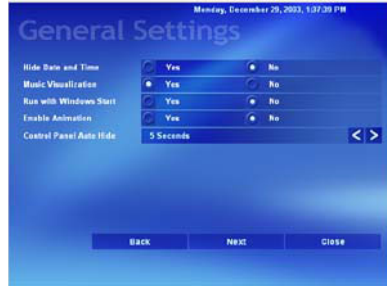 Monday, December 29, 2003, 1:37:39 PM
General Settings
Hide Date and Time Yes No
Music Visualization Yes No
Run with Windows Start Yes No
Enable Animation Yes No
Control Panel Auto Hide 5 Seconds < >
Back Next Close